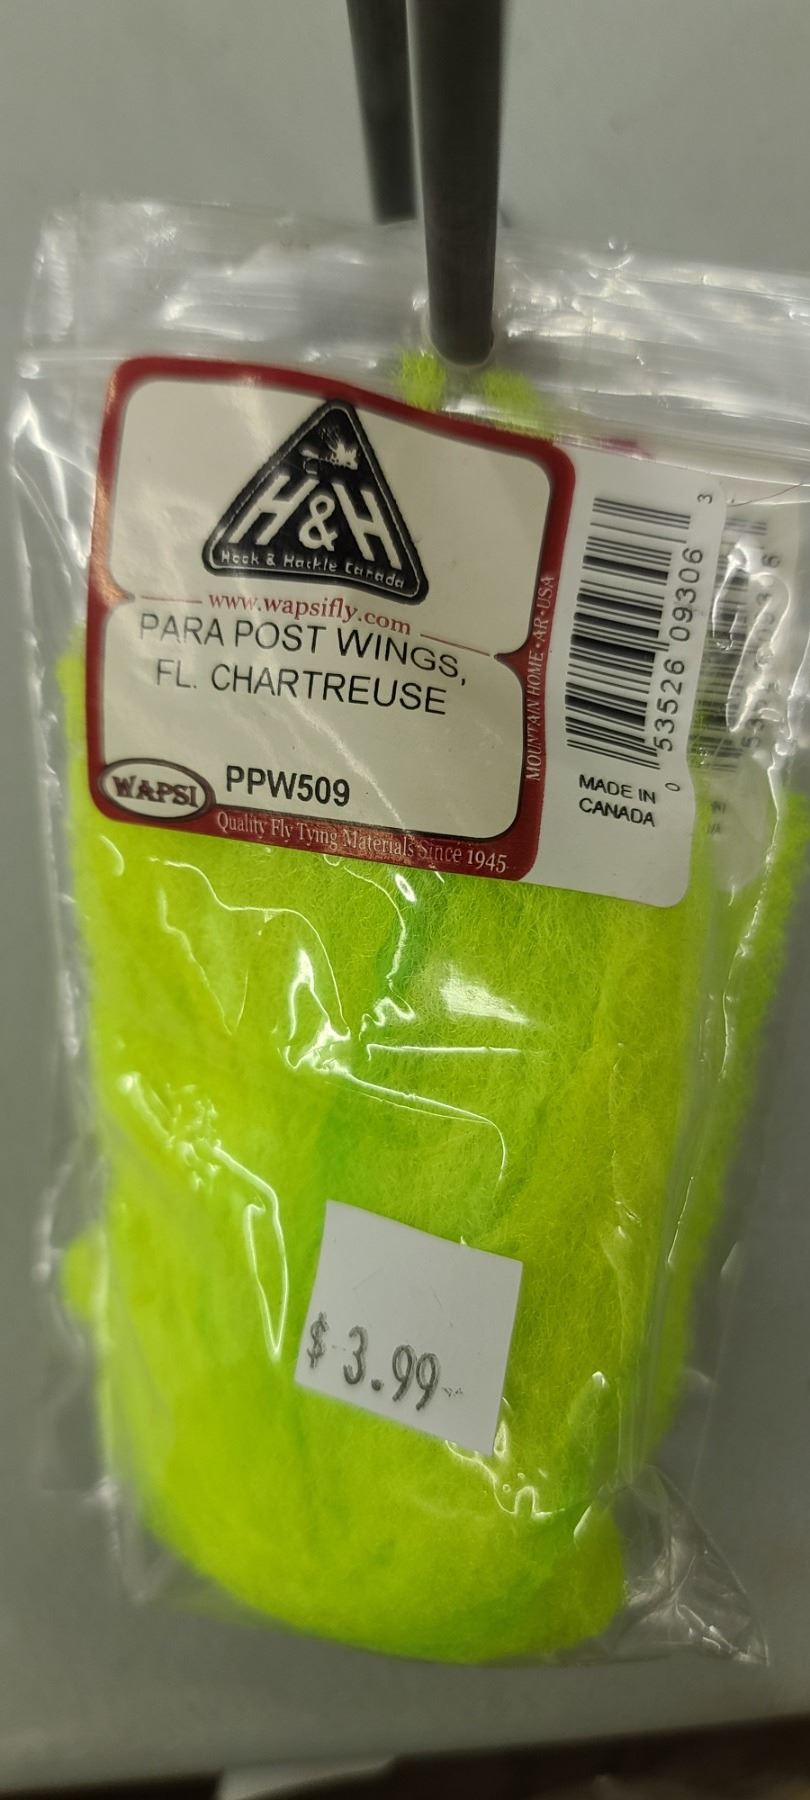 H&H
Hook & Hackle Canada
www.wapsifly.com
PARA POST WINGS,
FL. CHARTREUSE
WAPSI
PPW509
Quality Fly Tying Materials Since 1945
MOUNTAIN HOME • AR • USA
0 53526 09306 3
MADE IN
CANADA
$ 3.99